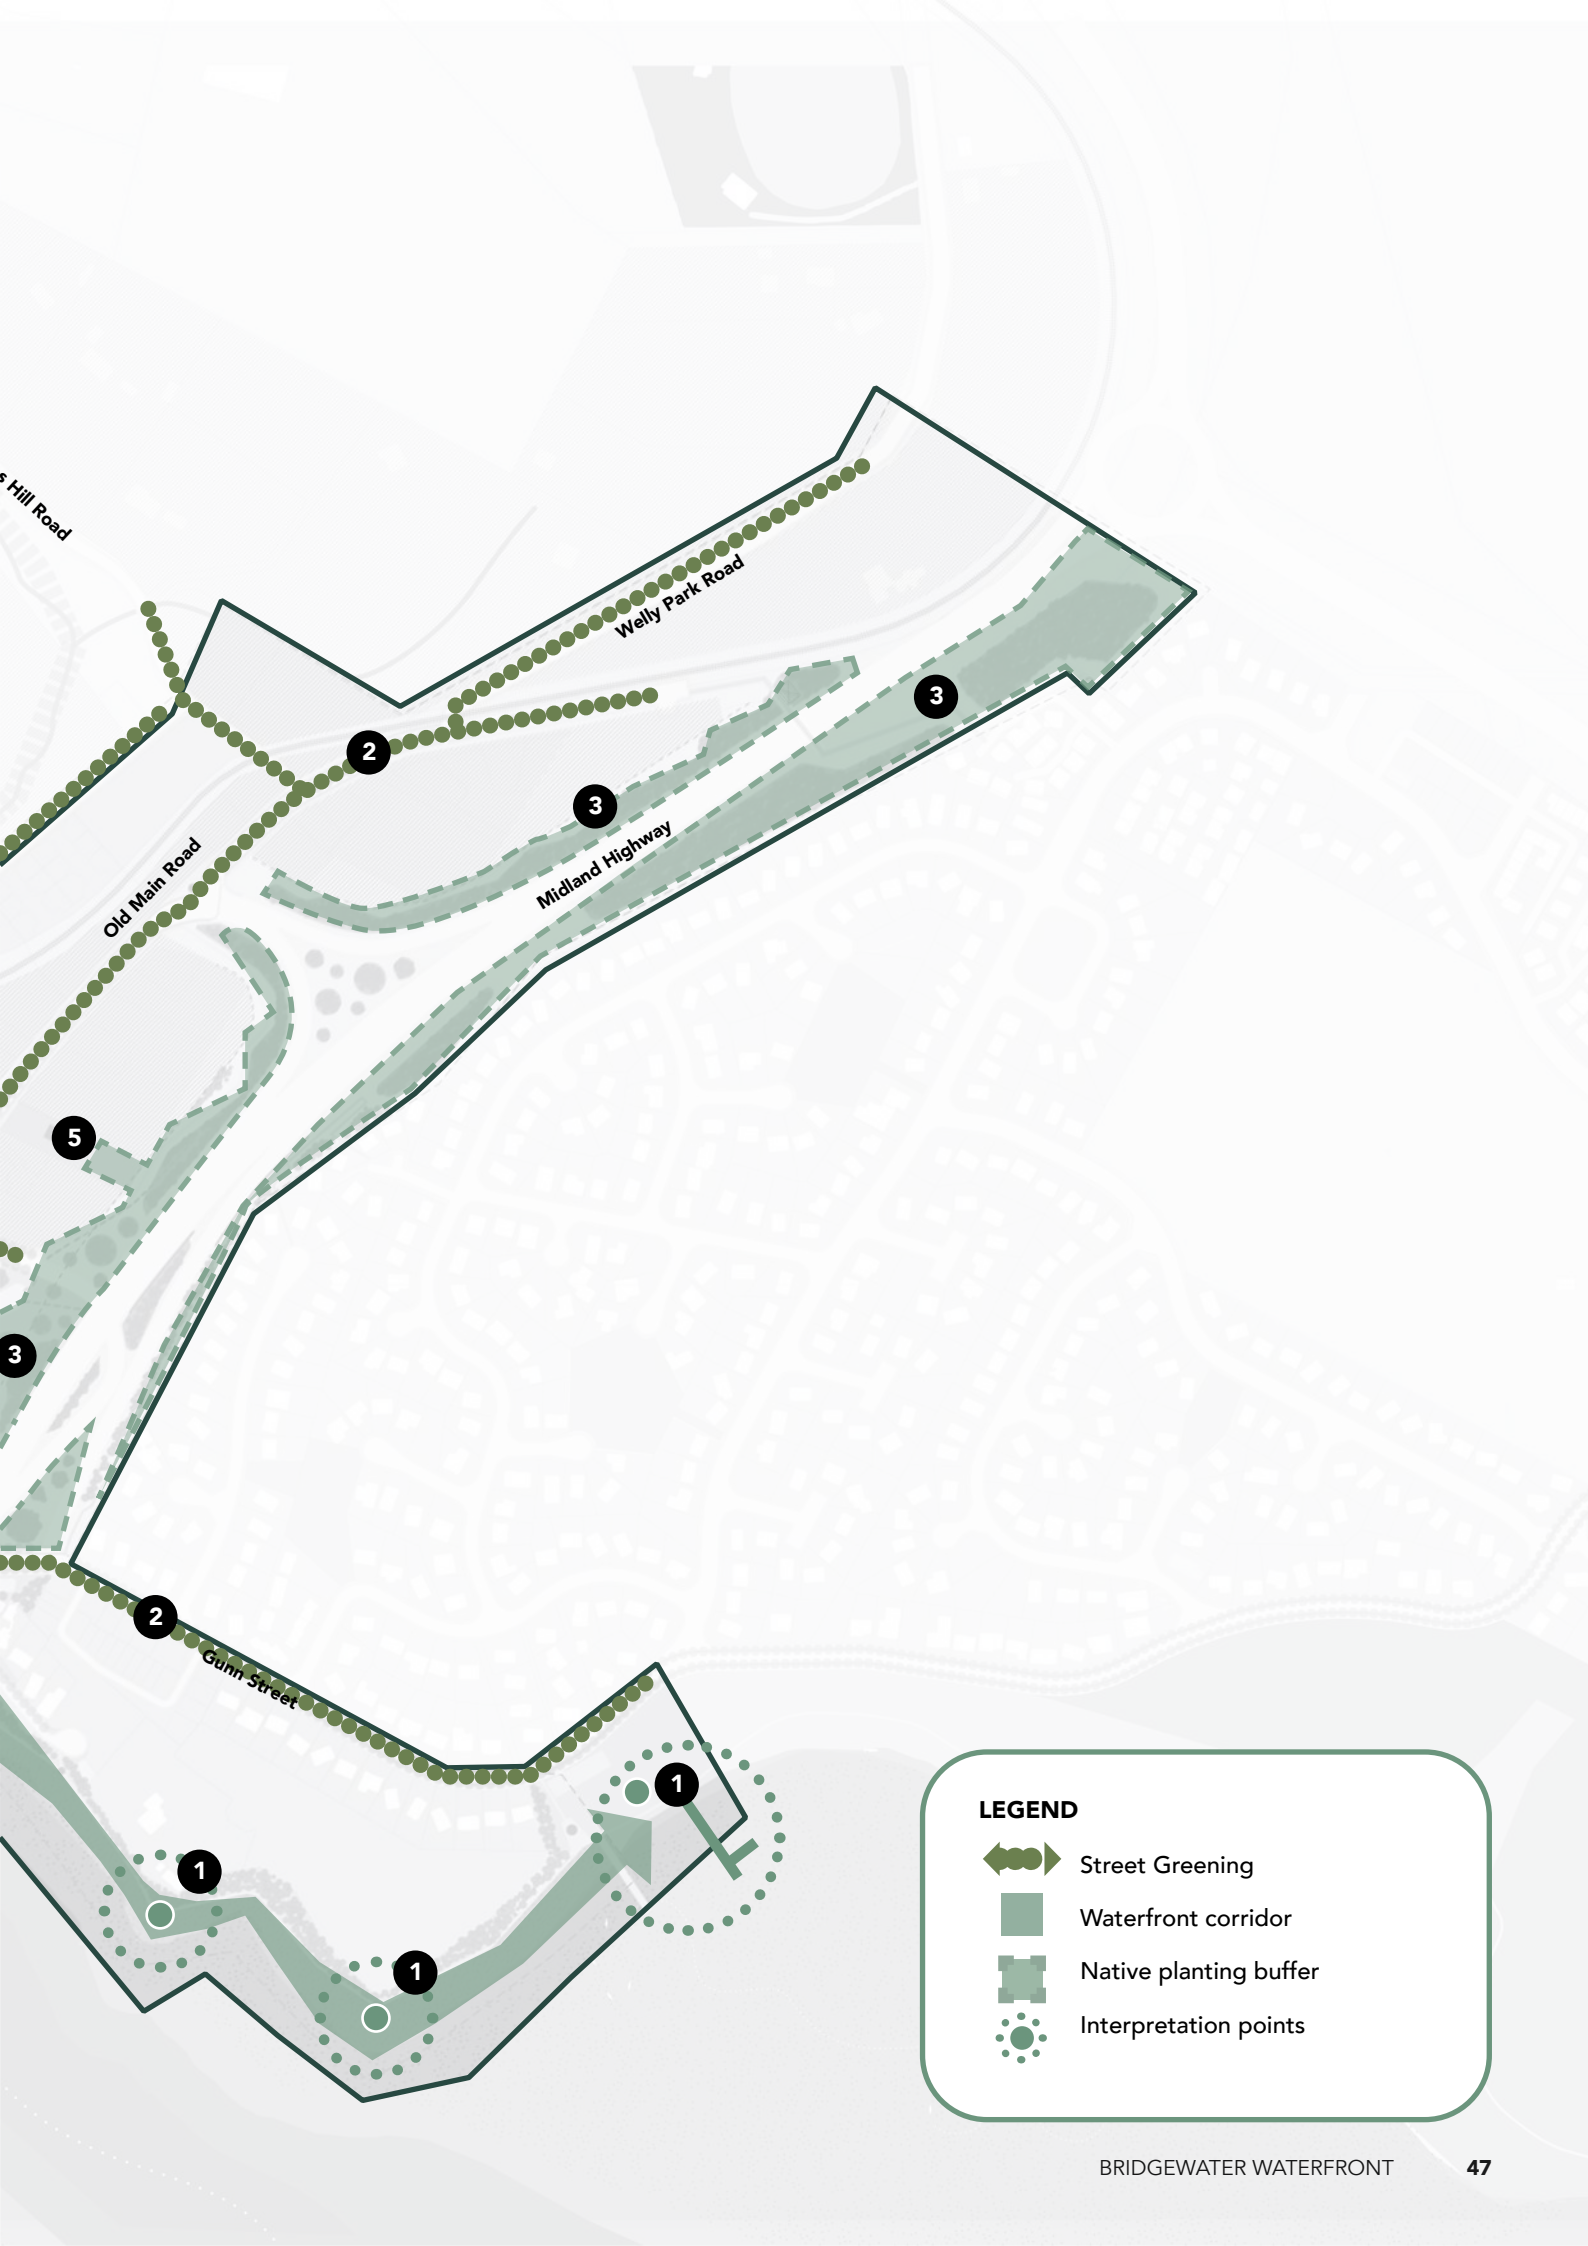 s Hill Road
Welly Park Road
3
2
3
Midland Highway
Old Main Road
5
3
2
Gunn Street
1
1
1
LEGEND
Street Greening
Waterfront corridor
Native planting buffer
Interpretation points
BRIDGEWATER WATERFRONT 47